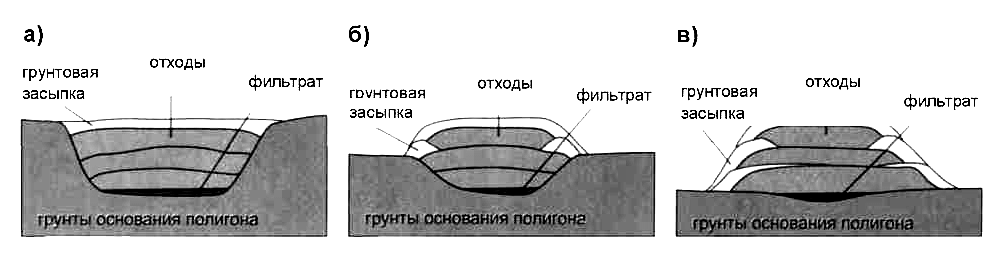 а)
отходы
грунтовая
засыпка
фильтрат
грунты основания полигона
б)
отходы
грунтовая
засыпка
фильтрат
грунты основания полигона
в)
отходы
грунтовая
засыпка
фильтрат
грунты основания полигона